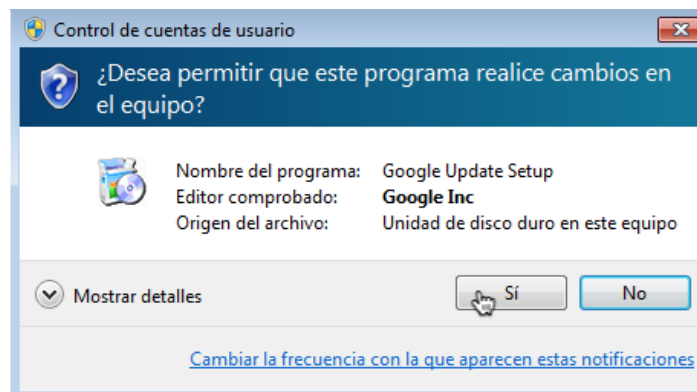 Control de cuentas de usuario
¿Desea permitir que este programa realice cambios en
el equipo?
Nombre del programa: Google Update Setup
Editor comprobado: Google Inc
Origen del archivo: Unidad de disco duro en este equipo
Mostrar detalles Sí No
Cambiar la frecuencia con la que aparecen estas notificaciones